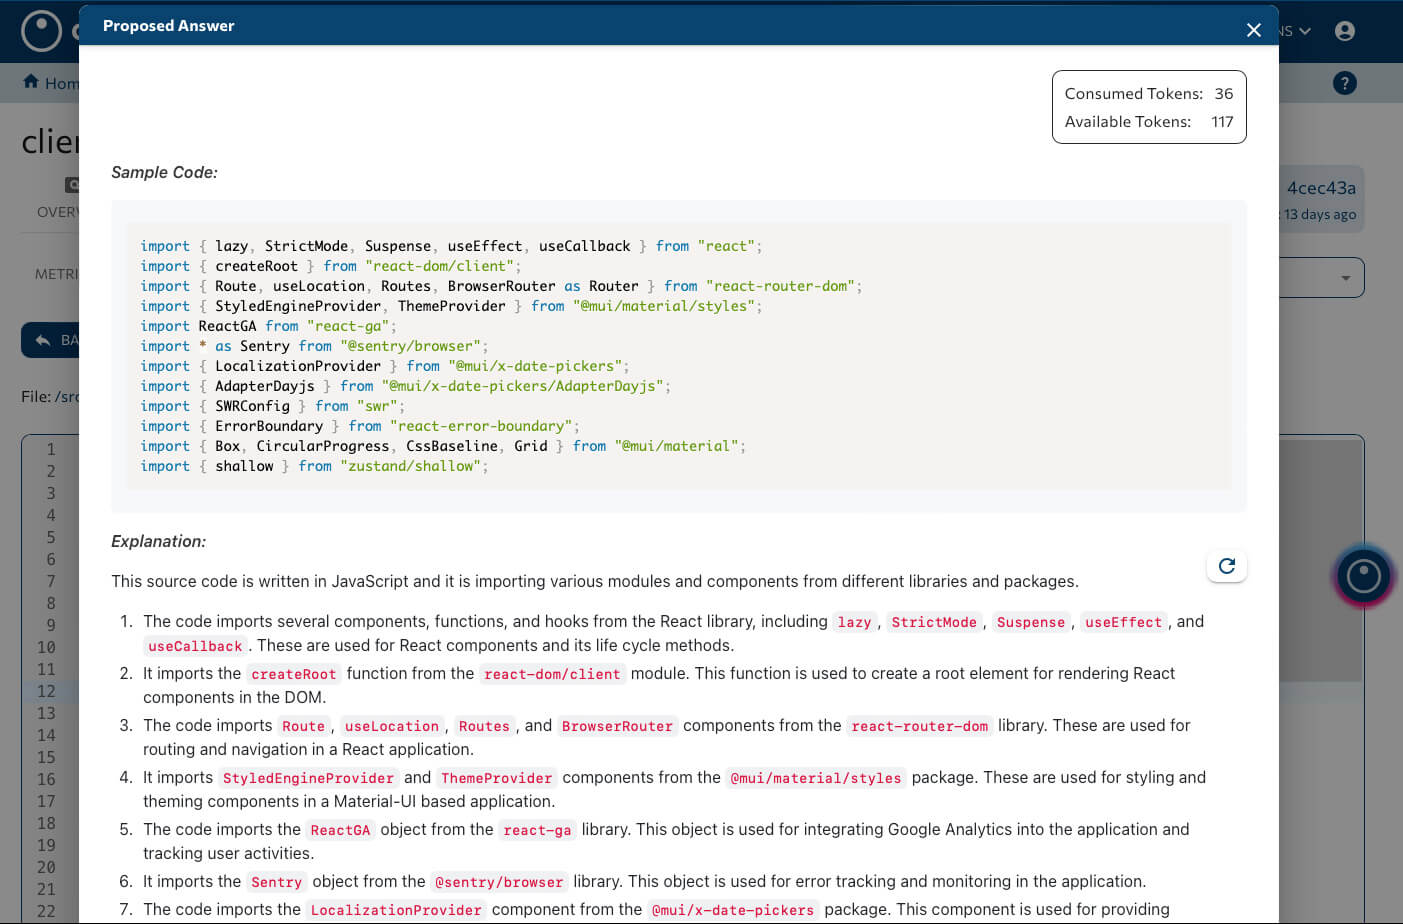 Proposed Answer
NS
Hom
?
Consumed Tokens: 36
Available Tokens: 117
clien
Sample Code:
4cec43a
OVERV
: 13 days ago
import { lazy, StrictMode, Suspense, useEffect, useCallback } from "react";
import { createRoot } from "react-dom/client";
METRI
import { Route, useLocation, Routes, BrowserRouter as Router } from "react-router-dom";
import { StyledEngineProvider, ThemeProvider } from "@mui/material/styles";
import ReactGA from "react-ga";
BA
import * as Sentry from "@sentry/browser";
import { LocalizationProvider } from "@mui/x-date-pickers";
import { AdapterDayjs } from "@mui/x-date-pickers/AdapterDayjs";
File: /src
import { SWRConfig } from "swr";
import { ErrorBoundary } from "react-error-boundary";
import { Box, CircularProgress, CssBaseline, Grid } from "@mui/material";
import { shallow } from "zustand/shallow";
1
2
3
4
5
6
7
8
9
10
11
12
13
14
15
16
17
18
19
20
21
22
Explanation:
This source code is written in JavaScript and it is importing various modules and components from different libraries and packages.
1. The code imports several components, functions, and hooks from the React library, including lazy , StrictMode , Suspense , useEffect , and
useCallback . These are used for React components and its life cycle methods.
2. It imports the createRoot function from the react-dom/client module. This function is used to create a root element for rendering React
components in the DOM.
3. The code imports Route , useLocation , Routes , and BrowserRouter components from the react-router-dom library. These are used for
routing and navigation in a React application.
4. It imports StyledEngineProvider and ThemeProvider components from the @mui/material/styles package. These are used for styling and
theming components in a Material-UI based application.
5. The code imports the ReactGA object from the react-ga library. This object is used for integrating Google Analytics into the application and
tracking user activities.
6. It imports the Sentry object from the @sentry/browser library. This object is used for error tracking and monitoring in the application.
7. The code imports the LocalizationProvider component from the @mui/x-date-pickers package. This component is used for providing